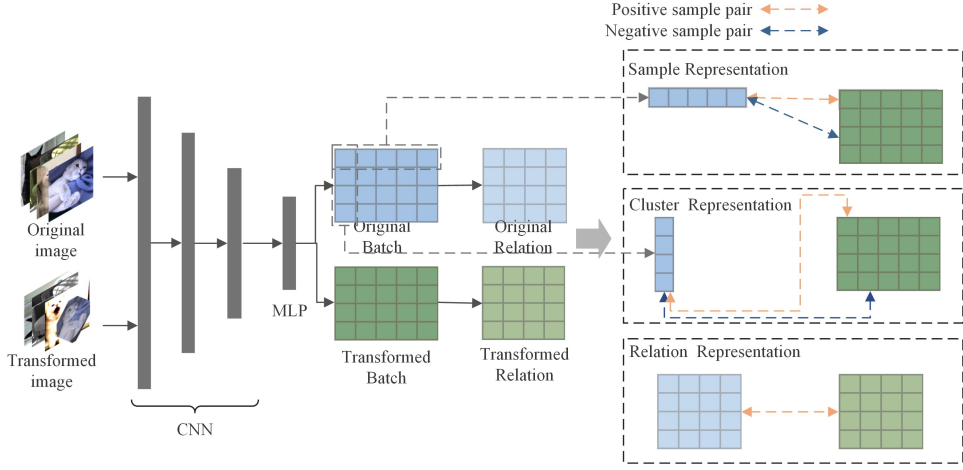 Positive sample pair
Negative sample pair
Sample Representation
Original
image
Original
Batch
Original
Relation
Cluster Representation
MLP
Transformed
image
Transformed
Batch
Transformed
Relation
Relation Representation
CNN